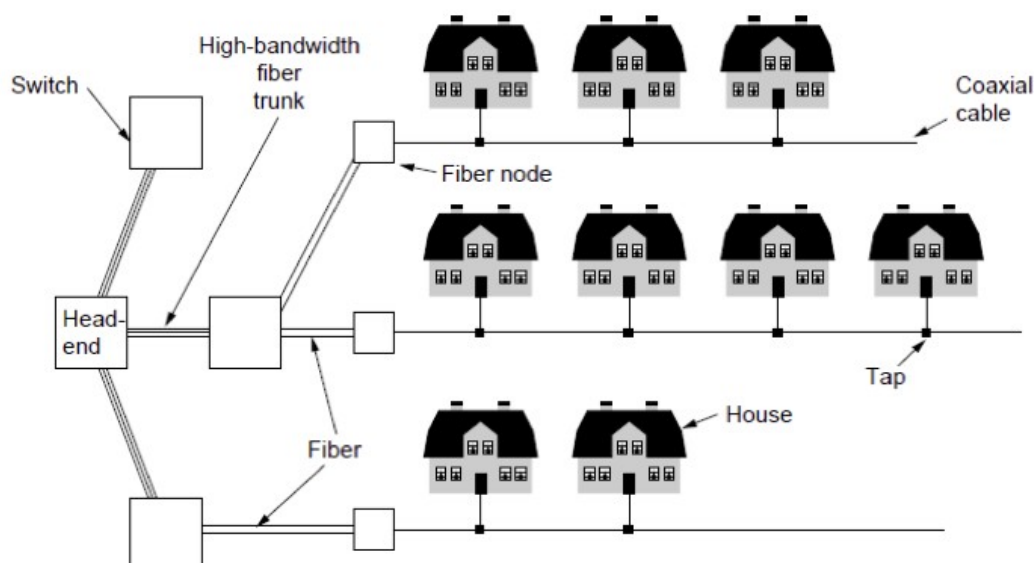 High-bandwidth
fiber
trunk
Switch
Coaxial
cable
Fiber node
Head-
end
Tap
House
Fiber